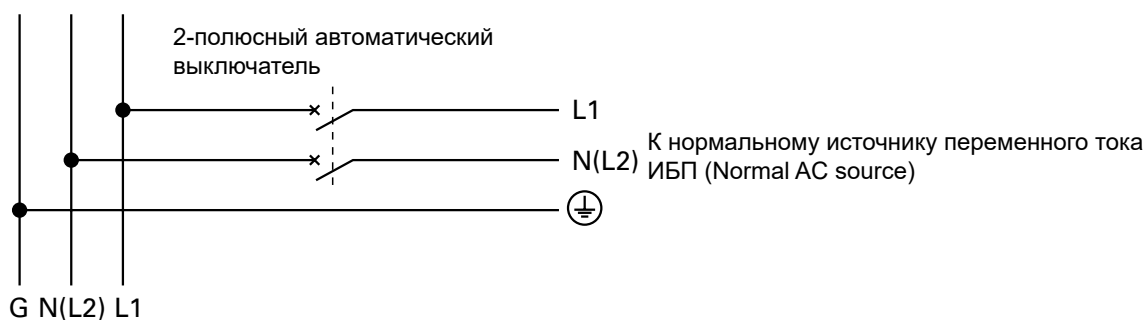 2-полюсный автоматический
выключатель
L1
N(L2)
К нормальному источнику переменного тока
ИБП (Normal AC source)
G N(L2) L1